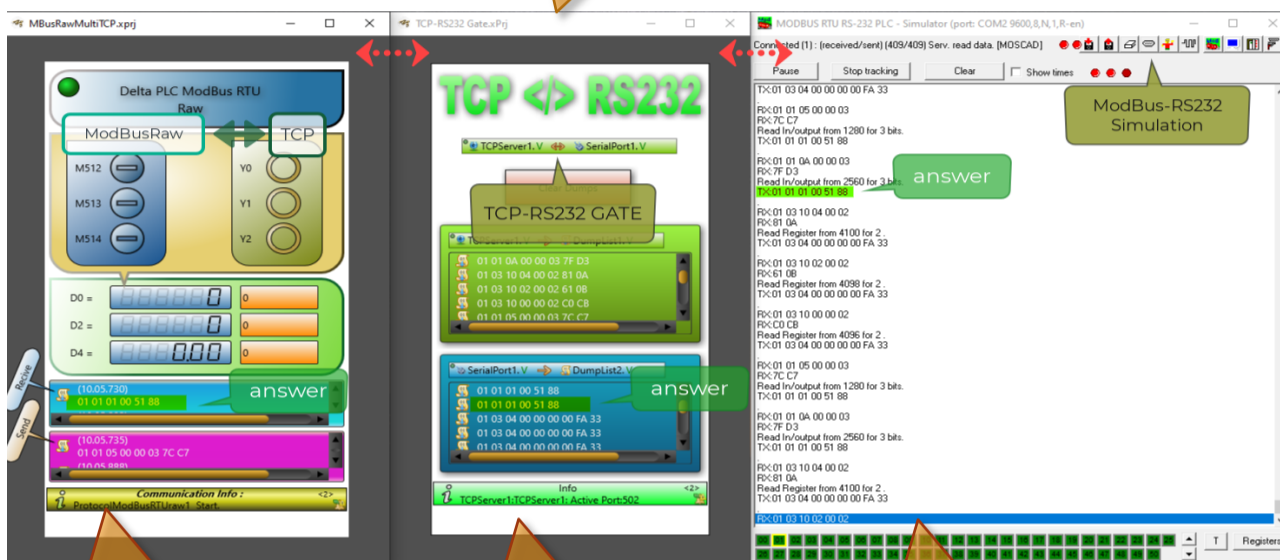 MBusRawMultiTCP.xprj
Delta PLC ModBus RTU
Raw
ModBusRaw
TCP
M512
M513
M514
Y0
Y1
Y2
D0 =
0
0
D2 =
0
0
D4 =
0.00
0
Recive
(10.05.730)
01 01 01 00 51 88
answer
Send
(10.05.735)
01 01 05 00 00 03 7C C7
(10.05.888)
Communication Info :
<2>
ProtocolModBusRTUraw1 Start.
TCP-RS232 Gate.xPrj
TCP </> RS232
TCPServer1.V
SerialPort1.V
Clear Dumps
TCP-RS232 GATE
TCPServer1.V
DumpList1.V
01 01 0A 00 00 03 7F D3
01 03 10 04 00 02 81 0A
01 03 10 02 00 02 61 0B
01 03 10 00 00 02 C0 CB
01 01 05 00 00 03 7C C7
SerialPort1.V
DumpList2.V
01 01 01 00 51 88
01 01 01 00 51 88
01 03 04 00 00 00 00 FA 33
01 03 04 00 00 00 00 FA 33
01 03 04 00 00 00 00 FA 33
answer
Info
<2>
TCPServer1:TCPServer1: Active Port:502
MODBUS RTU RS-232 PLC - Simulator (port: COM2 9600,8,N,1,R-en)
Connected (1) : (received/sent) (409/409) Serv. read data. [MOSCAD]
Pause
Stop tracking
Clear
Show times
ModBus-RS232
Simulation
TX:01 03 04 00 00 00 00 FA 33
RX:01 01 05 00 00 03
RX:7C C7
Read In/output from 1280 for 3 bits.
TX:01 01 01 00 51 88
RX:01 01 0A 00 00 03
RX:7F D3
Read In/output from 2560 for 3 bits.
TX:01 01 01 00 51 88
answer
RX:01 03 10 04 00 02
RX:81 0A
Read Register from 4100 for 2 .
TX:01 03 04 00 00 00 00 FA 33
RX:01 03 10 02 00 02
RX:61 0B
Read Register from 4098 for 2 .
TX:01 03 04 00 00 00 00 FA 33
RX:01 03 10 00 00 02
RX:C0 CB
Read Register from 4096 for 2 .
TX:01 03 04 00 00 00 00 FA 33
RX:01 01 05 00 00 03
RX:7C C7
Read In/output from 1280 for 3 bits.
TX:01 01 01 00 51 88
RX:01 01 0A 00 00 03
RX:7F D3
Read In/output from 2560 for 3 bits.
TX:01 01 01 00 51 88
RX:01 03 10 04 00 02
RX:81 0A
Read Register from 4100 for 2 .
TX:01 03 04 00 00 00 00 FA 33
RX:01 03 10 02 00 02
T
Registers